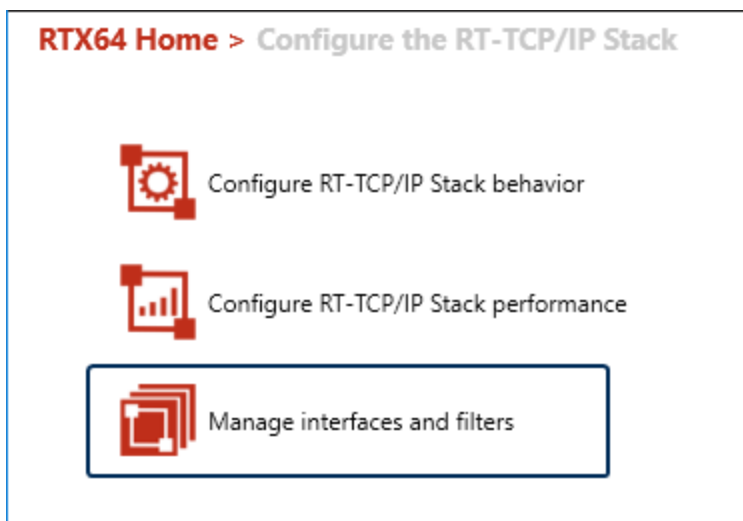 RTX64 Home > Configure the RT-TCP/IP Stack
Configure RT-TCP/IP Stack behavior
Configure RT-TCP/IP Stack performance
Manage interfaces and filters